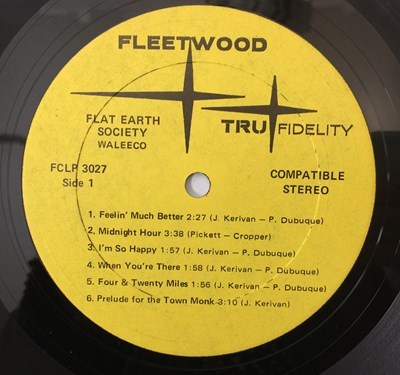 FLEETWOOD
FLAT EARTH
SOCIETY
WALEECO
TRU FIDELITY
FCLP 3027
Side 1
COMPATIBLE
STEREO
1. Feelin' Much Better 2:27 (J. Kerivan – P. Dubuque)
2. Midnight Hour 3:38 (Pickett – Cropper)
3. I'm So Happy 1:57 (J. Kerivan – P. Dubuque)
4. When You're There 1:58 (J. Kerivan – P. Dubuque)
5. Four & Twenty Miles 1:56 (J. Kerivan – P. Dubuque)
6. Prelude for the Town Monk 3:10 (J. Kerivan)